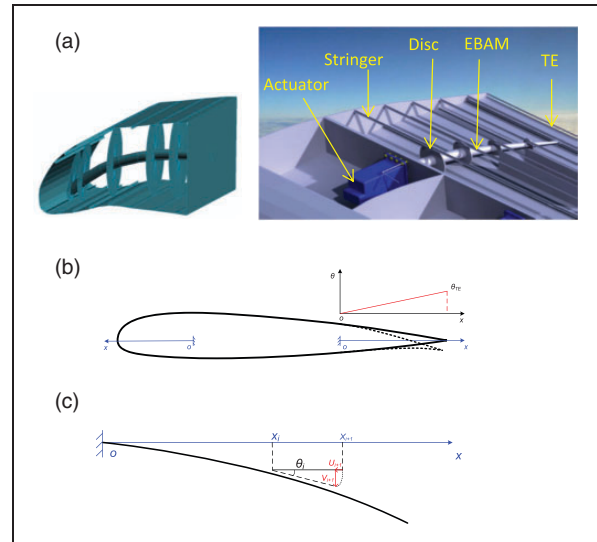 (a)
Disc EBAM TE
Stringer
Actuator
(b)
θ
θTE
o x
x o o x
(c)
Xi Xi+1
O θi Ui+1 x
Vi+1